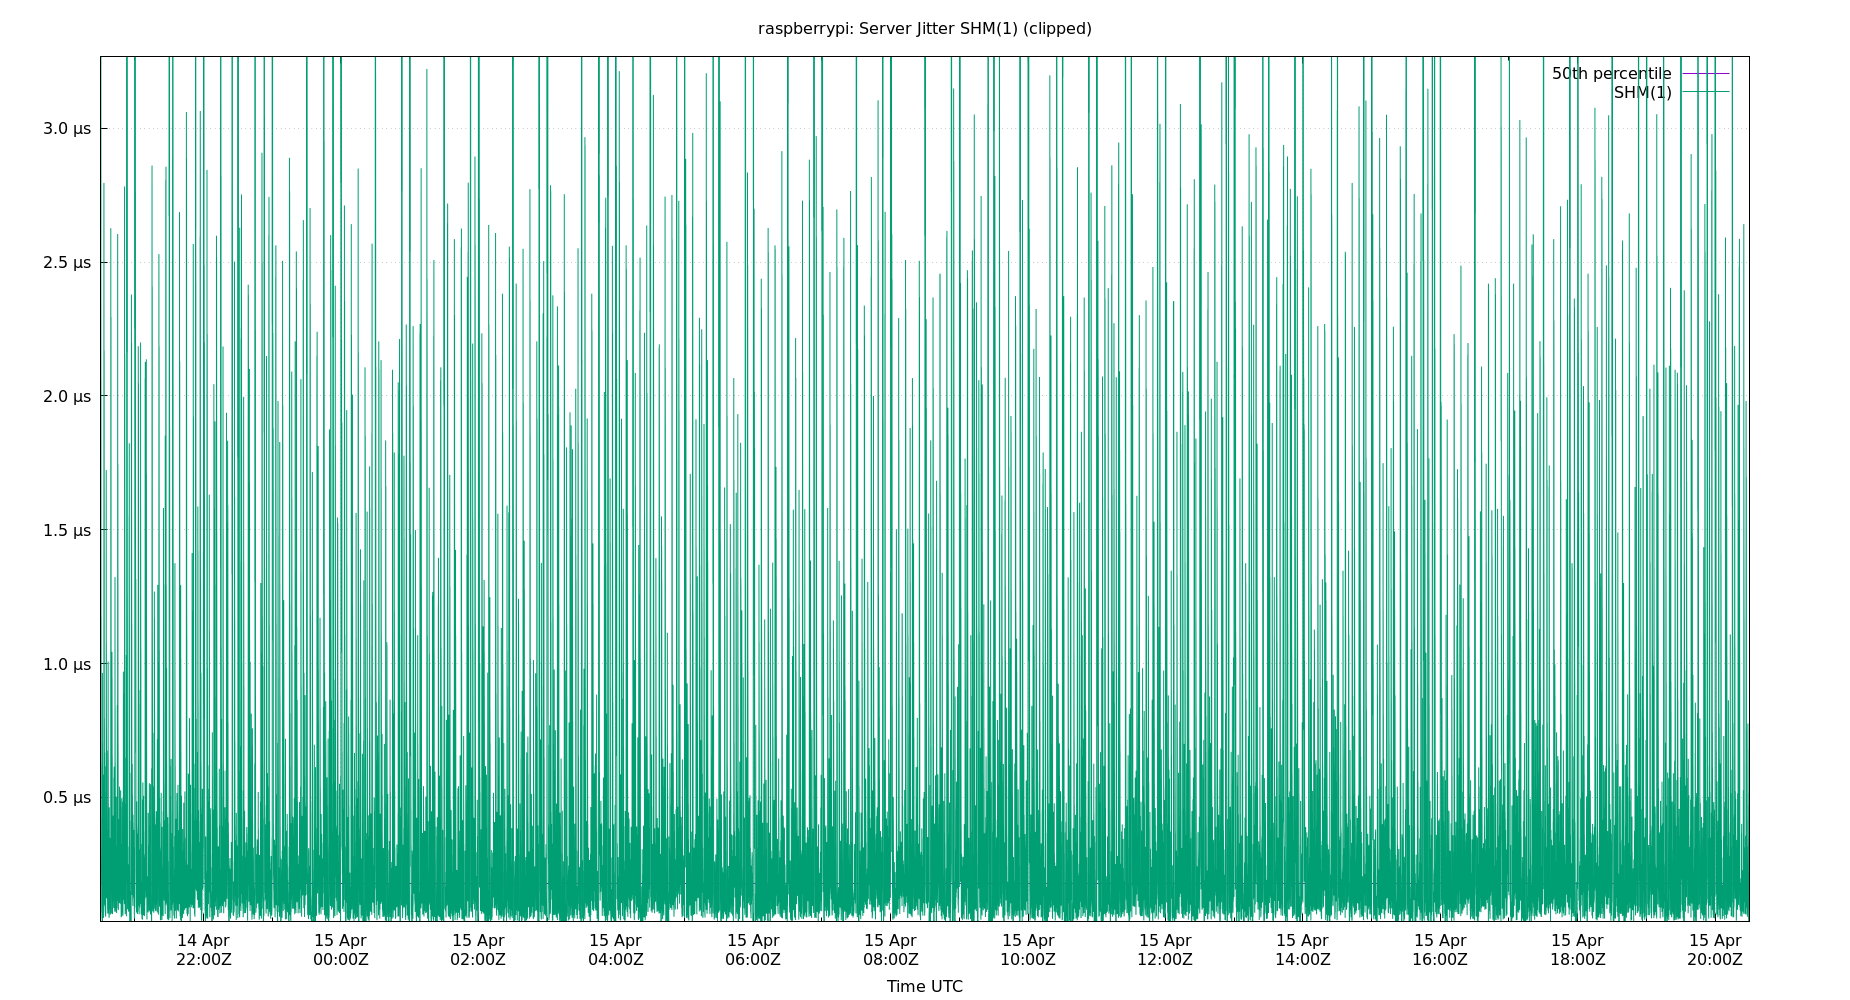 raspberrypi: Server Jitter SHM(1) (clipped)
50th percentile
SHM(1)
3.0 µs
2.5 µs
2.0 µs
1.5 µs
1.0 µs
0.5 µs
14 Apr 15 Apr 15 Apr 15 Apr 15 Apr 15 Apr 15 Apr 15 Apr 15 Apr 15 Apr 15 Apr 15 Apr
22:00Z 00:00Z 02:00Z 04:00Z 06:00Z 08:00Z 10:00Z 12:00Z 14:00Z 16:00Z 18:00Z 20:00Z
Time UTC